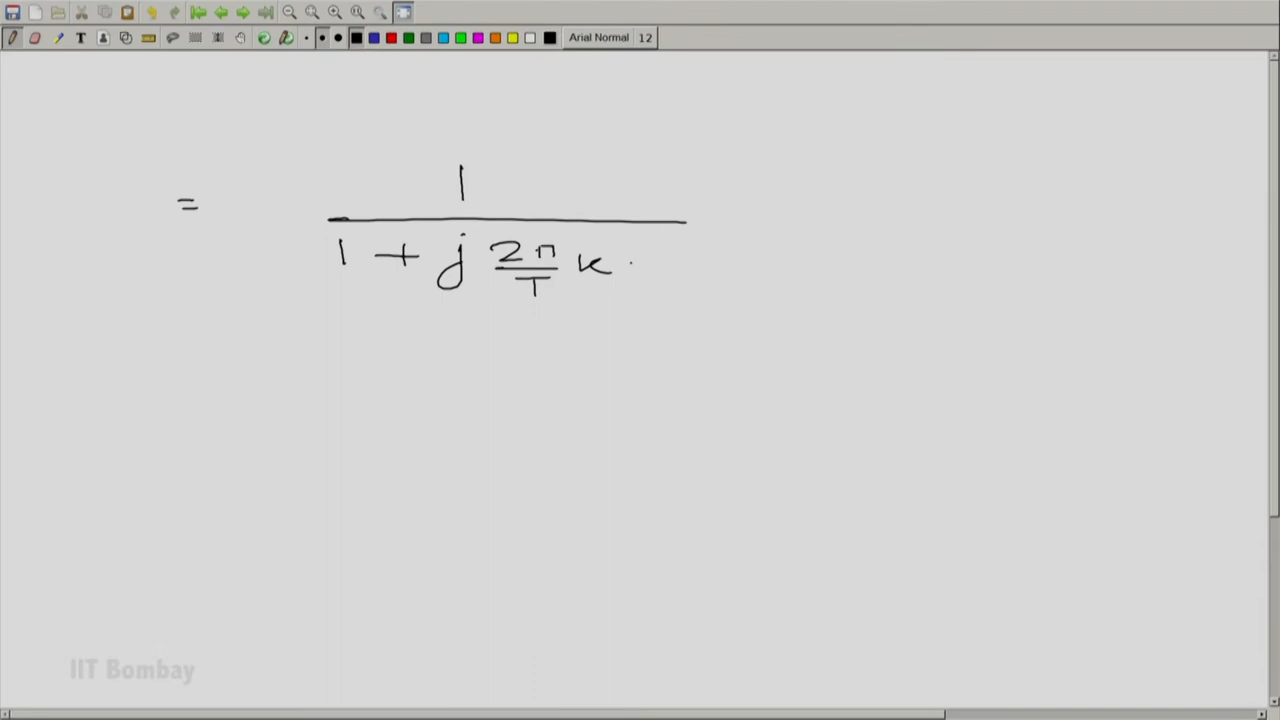 Arial Normal 12
= 1
1 + j 2π/T k
IIT Bombay